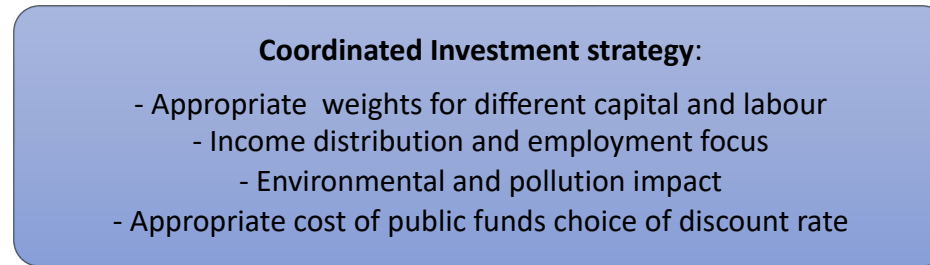 Coordinated Investment strategy:
- Appropriate  weights for different capital and labour
- Income distribution and employment focus
- Environmental and pollution impact
- Appropriate cost of public funds choice of discount rate